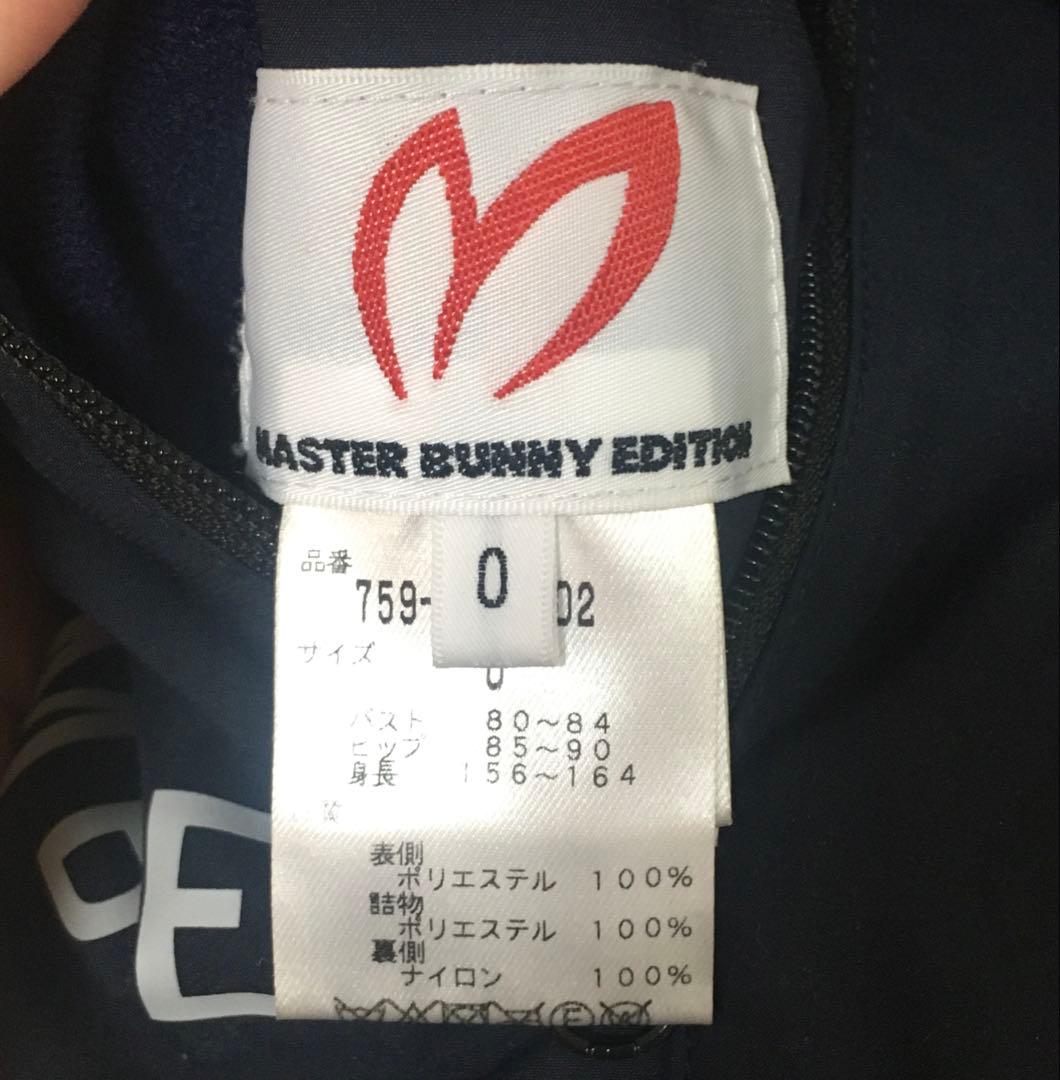 MASTER BUNNY EDITION
品番
0
759- 02
サイズ
0
バスト 80~84
ヒップ 85~90
身長 156~164
表側
ポリエステル 100%
詰物
ポリエステル 100%
裏側
ナイロン 100%
F
E